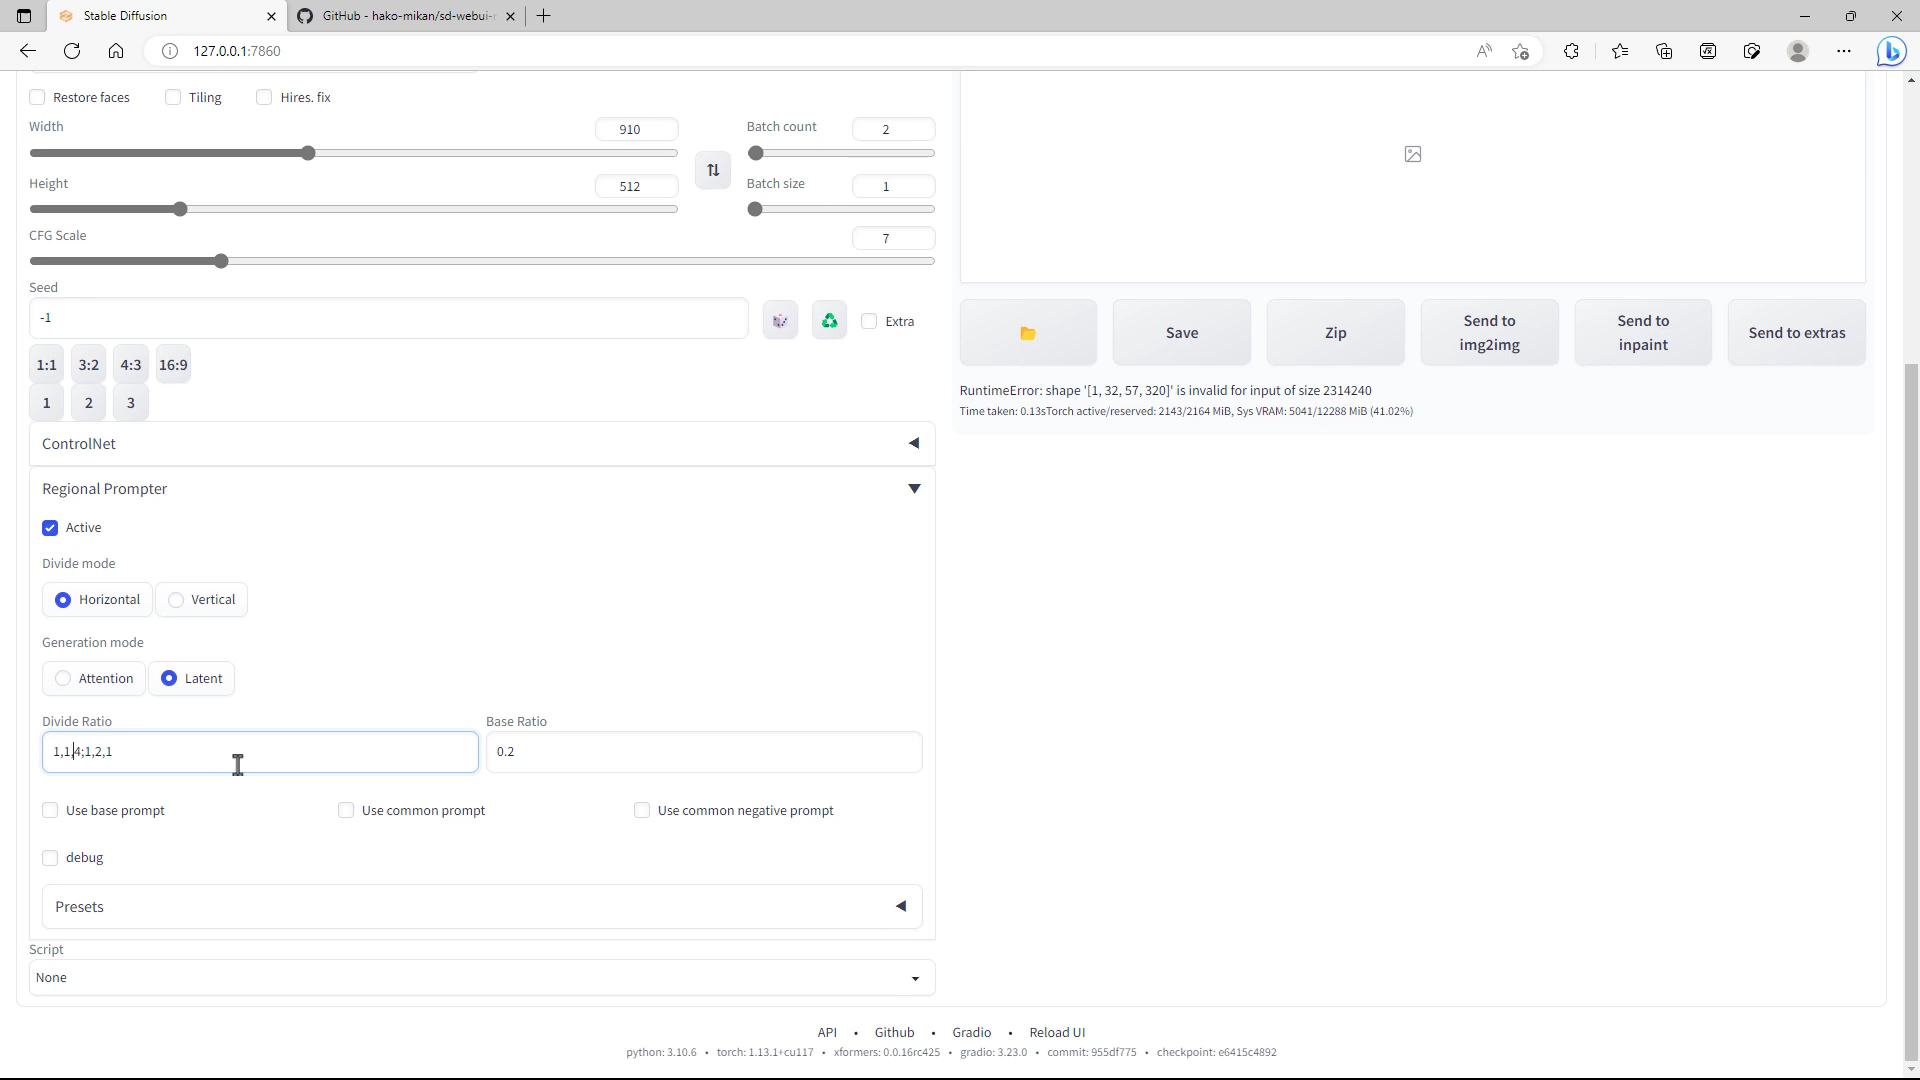 Stable Diffusion
GitHub - hako-mikan/sd-webui-r
127.0.0.1:7860
Restore faces Tiling Hires. fix
Width 910 Batch count 2
Height 512 Batch size 1
CFG Scale 7
Seed
-1 Extra
1:1 3:2 4:3 16:9
1 2 3
ControlNet
Regional Prompter
Active
Divide mode
Horizontal Vertical
Generation mode
Attention Latent
Divide Ratio Base Ratio
1,1,4;1,2,1 0.2
Use base prompt Use common prompt Use common negative prompt
debug
Presets
Script
None
Save Zip Send to img2img Send to inpaint Send to extras
RuntimeError: shape '[1, 32, 57, 320]' is invalid for input of size 2314240
Time taken: 0.13sTorch active/reserved: 2143/2164 MiB, Sys VRAM: 5041/12288 MiB (41.02%)
API • Github • Gradio • Reload UI
python: 3.10.6 • torch: 1.13.1+cu117 • xformers: 0.0.16rc425 • gradio: 3.23.0 • commit: 955df775 • checkpoint: e6415c4892